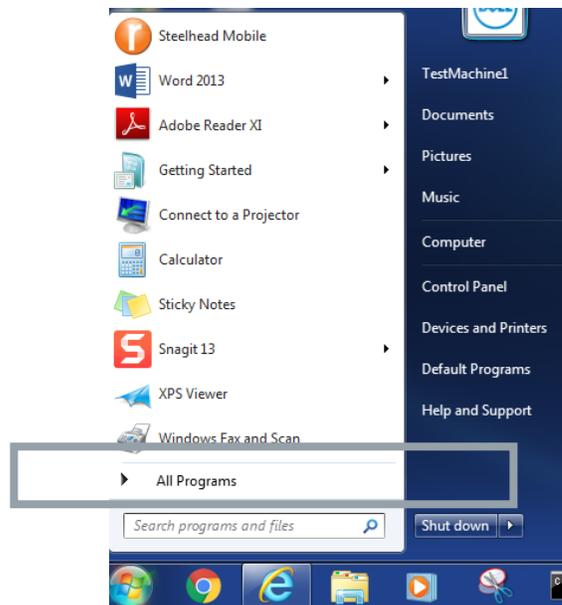 Steelhead Mobile
Word 2013
Adobe Reader XI
Getting Started
Connect to a Projector
Calculator
Sticky Notes
Snagit 13
XPS Viewer
Windows Fax and Scan
All Programs
Search programs and files
DELL
TestMachine1
Documents
Pictures
Music
Computer
Control Panel
Devices and Printers
Default Programs
Help and Support
Shut down